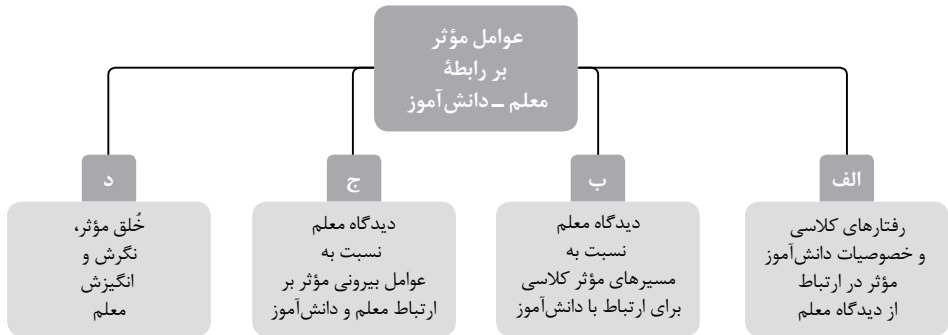 عوامل مؤثر
بر رابطهٔ
معلم ــ دانش‌آموز
الف
رفتارهای کلاسی
و خصوصیات دانش‌آموز
مؤثر در ارتباط
از دیدگاه معلم
ب
دیدگاه معلم
نسبت به
مسیرهای مؤثر کلاسی
برای ارتباط با دانش‌آموز
ج
دیدگاه معلم
نسبت به
عوامل بیرونی مؤثر بر
ارتباط معلم و دانش‌آموز
د
خُلق مؤثر،
نگرش و
انگیزش
معلم